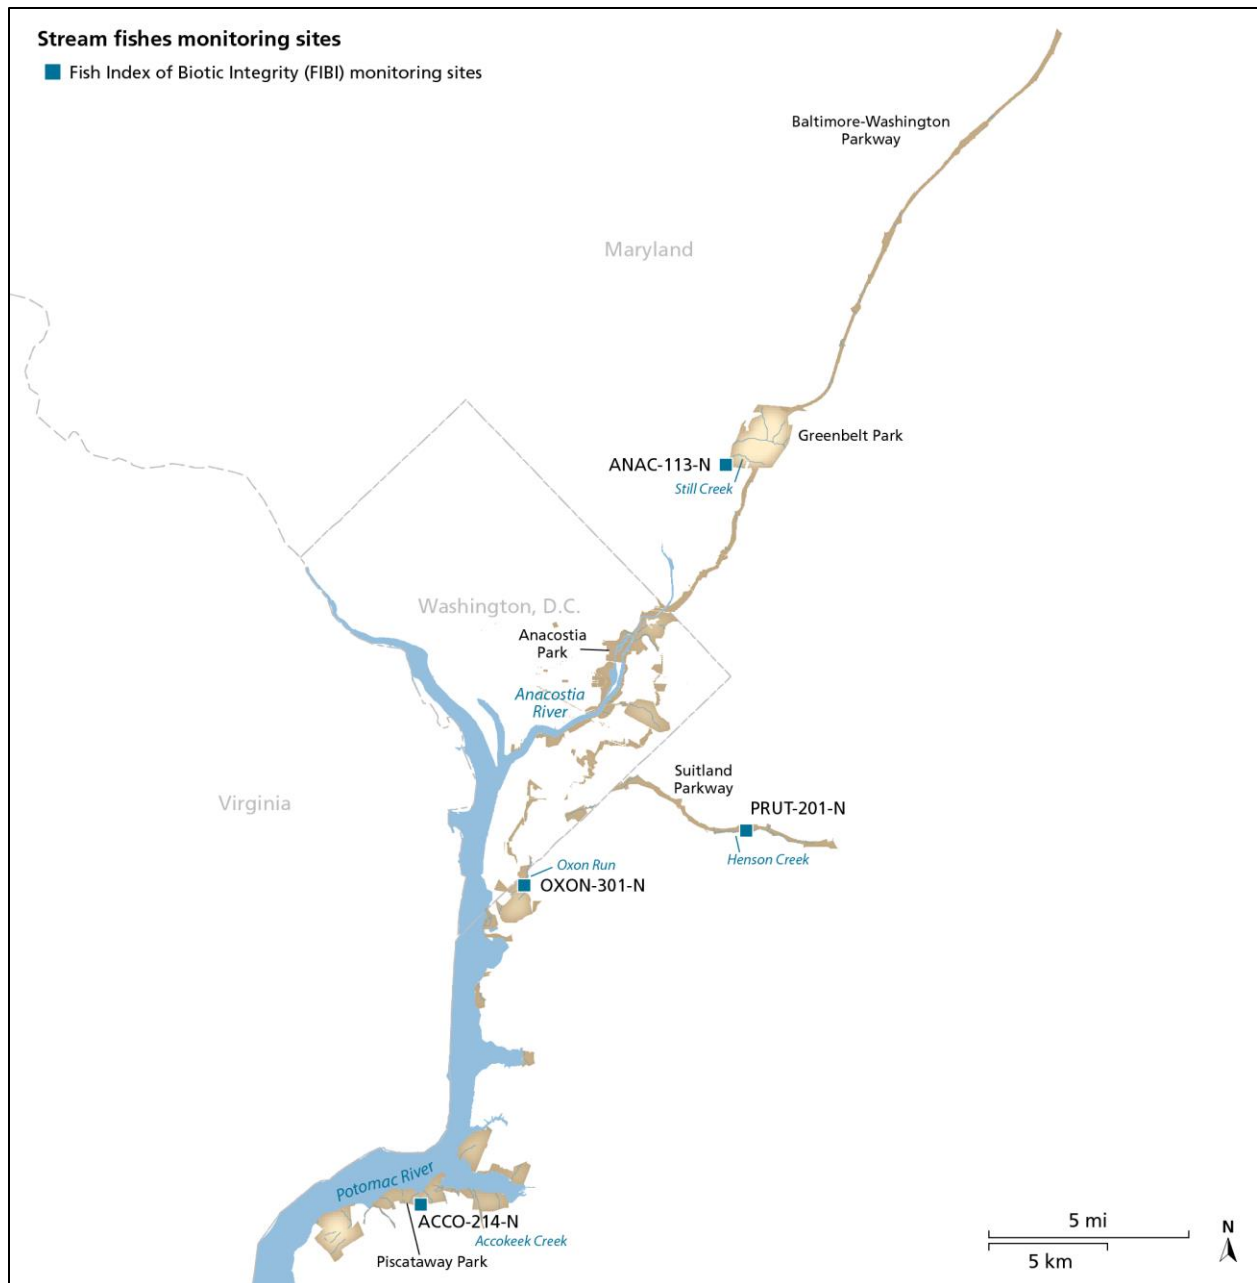 Stream fishes monitoring sites
Fish Index of Biotic Integrity (FIBI) monitoring sites
Baltimore-Washington
Parkway
Maryland
Greenbelt Park
ANAC-113-N
Still Creek
Washington, D.C.
Anacostia
Park
Anacostia
River
Suitland
Parkway
Virginia
PRUT-201-N
Henson Creek
Oxon Run
OXON-301-N
Potomac River
ACCO-214-N
Accokeek Creek
Piscataway Park
5 mi
5 km
N